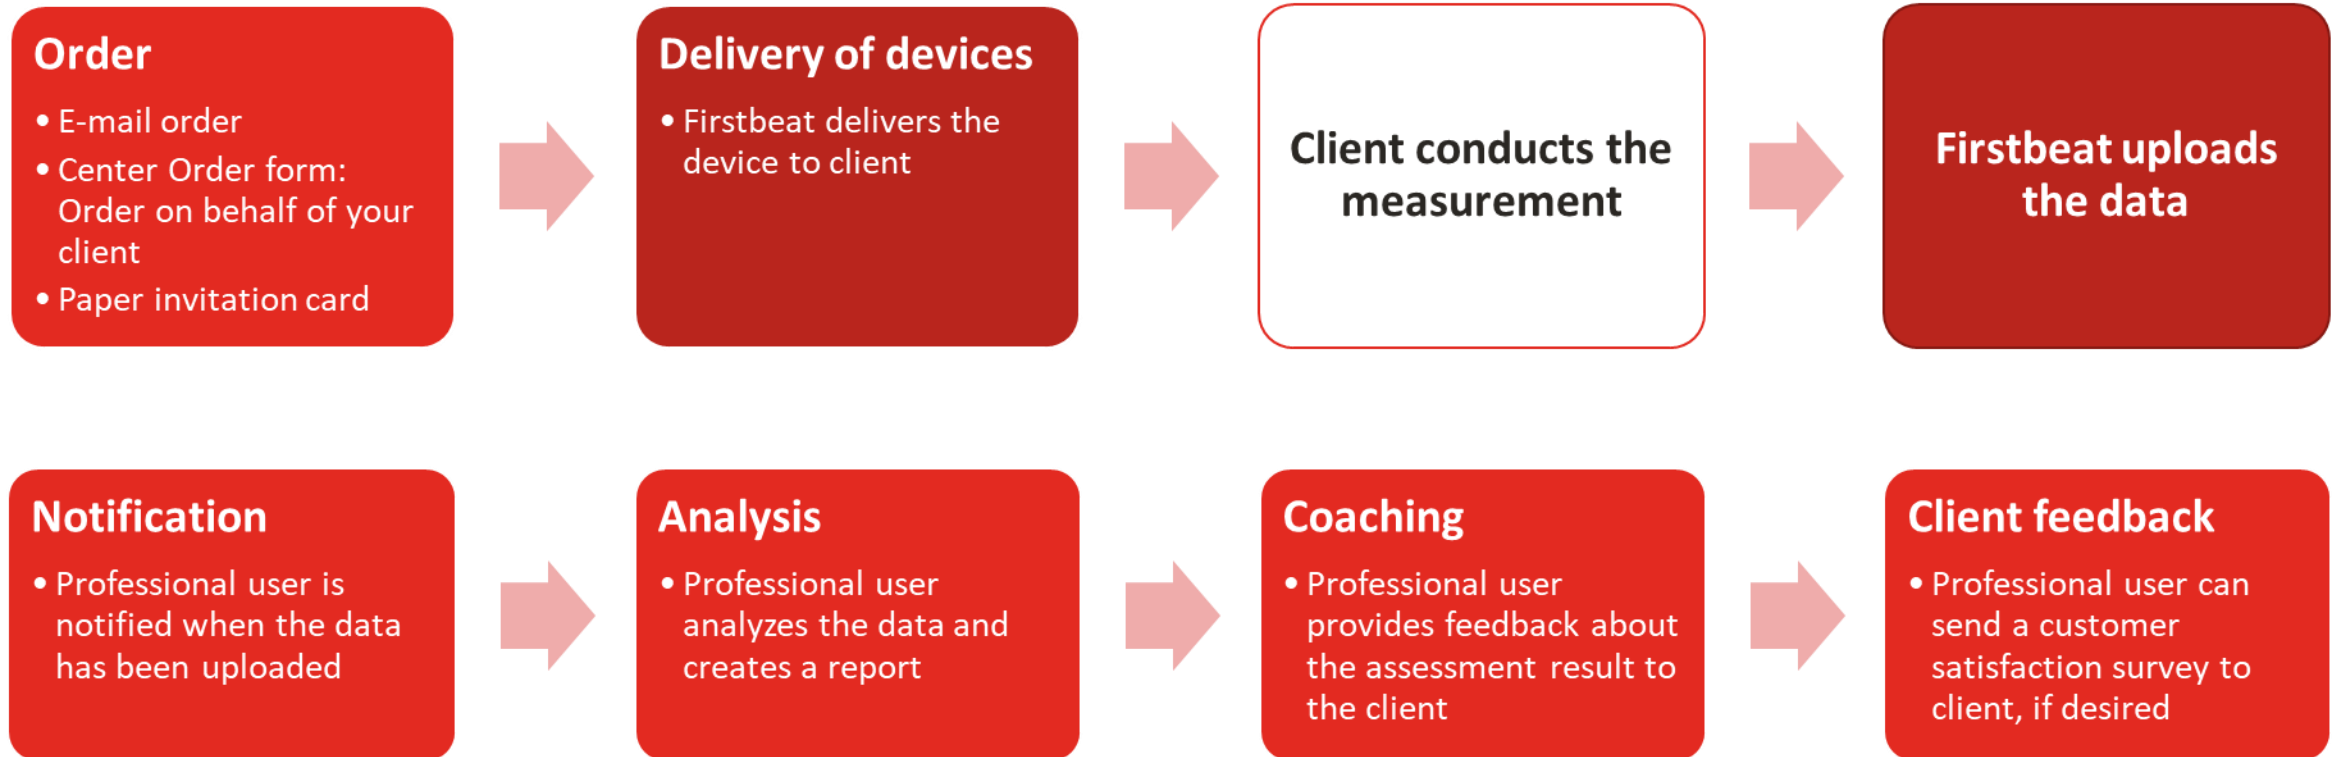 Order
• E-mail order
• Center Order form:
Order on behalf of your
client
• Paper invitation card
Delivery of devices
• Firstbeat delivers the
device to client
Client conducts the
measurement
Firstbeat uploads
the data
Notification
• Professional user is
notified when the data
has been uploaded
Analysis
• Professional user
analyzes the data and
creates a report
Coaching
• Professional user
provides feedback about
the assessment result to
the client
Client feedback
• Professional user can
send a customer
satisfaction survey to
client, if desired